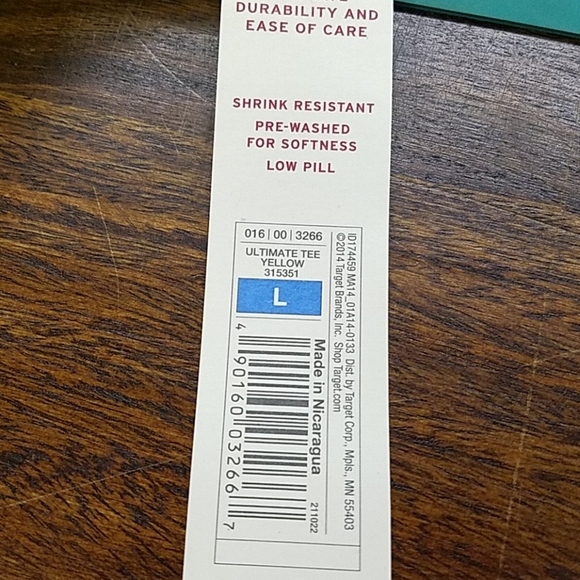 DURABILITY AND
EASE OF CARE
SHRINK RESISTANT
PRE-WASHED
FOR SOFTNESS
LOW PILL
016 | 00 | 3266
ULTIMATE TEE
YELLOW
315351
L
4 90160 03266 7
Made in Nicaragua
211022
ID174459 MA14_01A14-0133 Dist. by Target Corp., Mpls., MN 55403
©2014 Target Brands, Inc. Shop Target.com